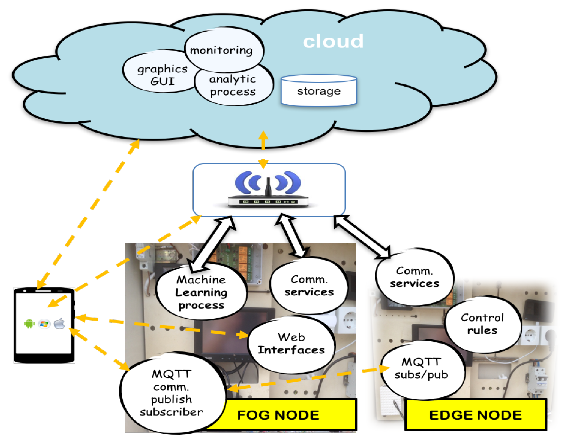 cloud
monitoring
graphics
GUI
analytic
process
storage
Machine
Learning
process
Comm.
services
Comm.
services
Web
Interfaces
Control
rules
MQTT
comm.
publish
subscriber
MQTT
subs/pub
FOG NODE
EDGE NODE